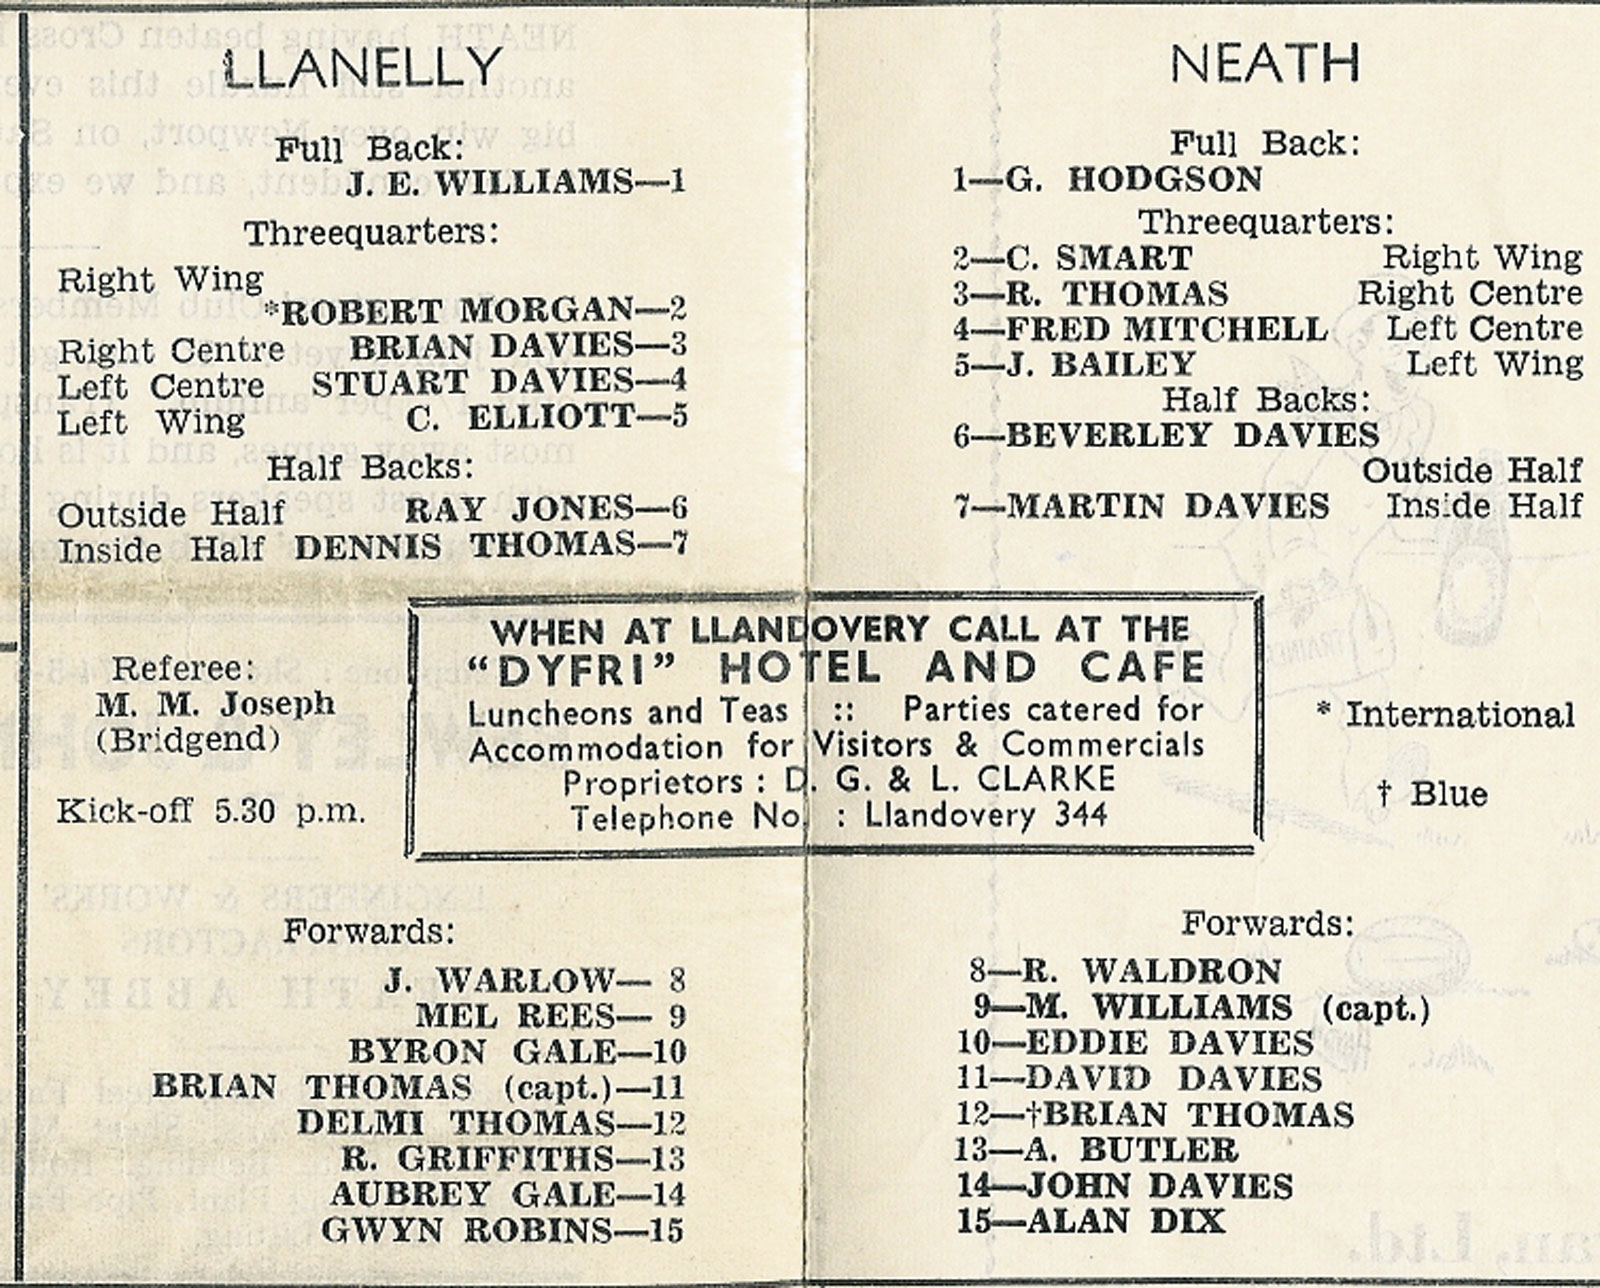 LLANELLY
Full Back:
J. E. WILLIAMS—1
Threequarters:
Right Wing
*ROBERT MORGAN—2
Right Centre BRIAN DAVIES—3
Left Centre STUART DAVIES—4
Left Wing C. ELLIOTT—5
Half Backs:
Outside Half RAY JONES—6
Inside Half DENNIS THOMAS—7
NEATH
Full Back:
1—G. HODGSON
Threequarters:
2—C. SMART Right Wing
3—R. THOMAS Right Centre
4—FRED MITCHELL Left Centre
5—J. BAILEY Left Wing
Half Backs:
6—BEVERLEY DAVIES
Outside Half
7—MARTIN DAVIES Inside Half
Referee:
M. M. Joseph
(Bridgend)
Kick-off 5.30 p.m.
WHEN AT LLANDOVERY CALL AT THE
"DYFRI" HOTEL AND CAFE
Luncheons and Teas :: Parties catered for
Accommodation for Visitors & Commercials
Proprietors : D. G. & L. CLARKE
Telephone No. : Llandovery 344
* International
† Blue
Forwards:
J. WARLOW— 8
MEL REES— 9
BYRON GALE—10
BRIAN THOMAS (capt.)—11
DELMI THOMAS—12
R. GRIFFITHS—13
AUBREY GALE—14
GWYN ROBINS—15
Forwards:
8—R. WALDRON
9—M. WILLIAMS (capt.)
10—EDDIE DAVIES
11—DAVID DAVIES
12—†BRIAN THOMAS
13—A. BUTLER
14—JOHN DAVIES
15—ALAN DIX